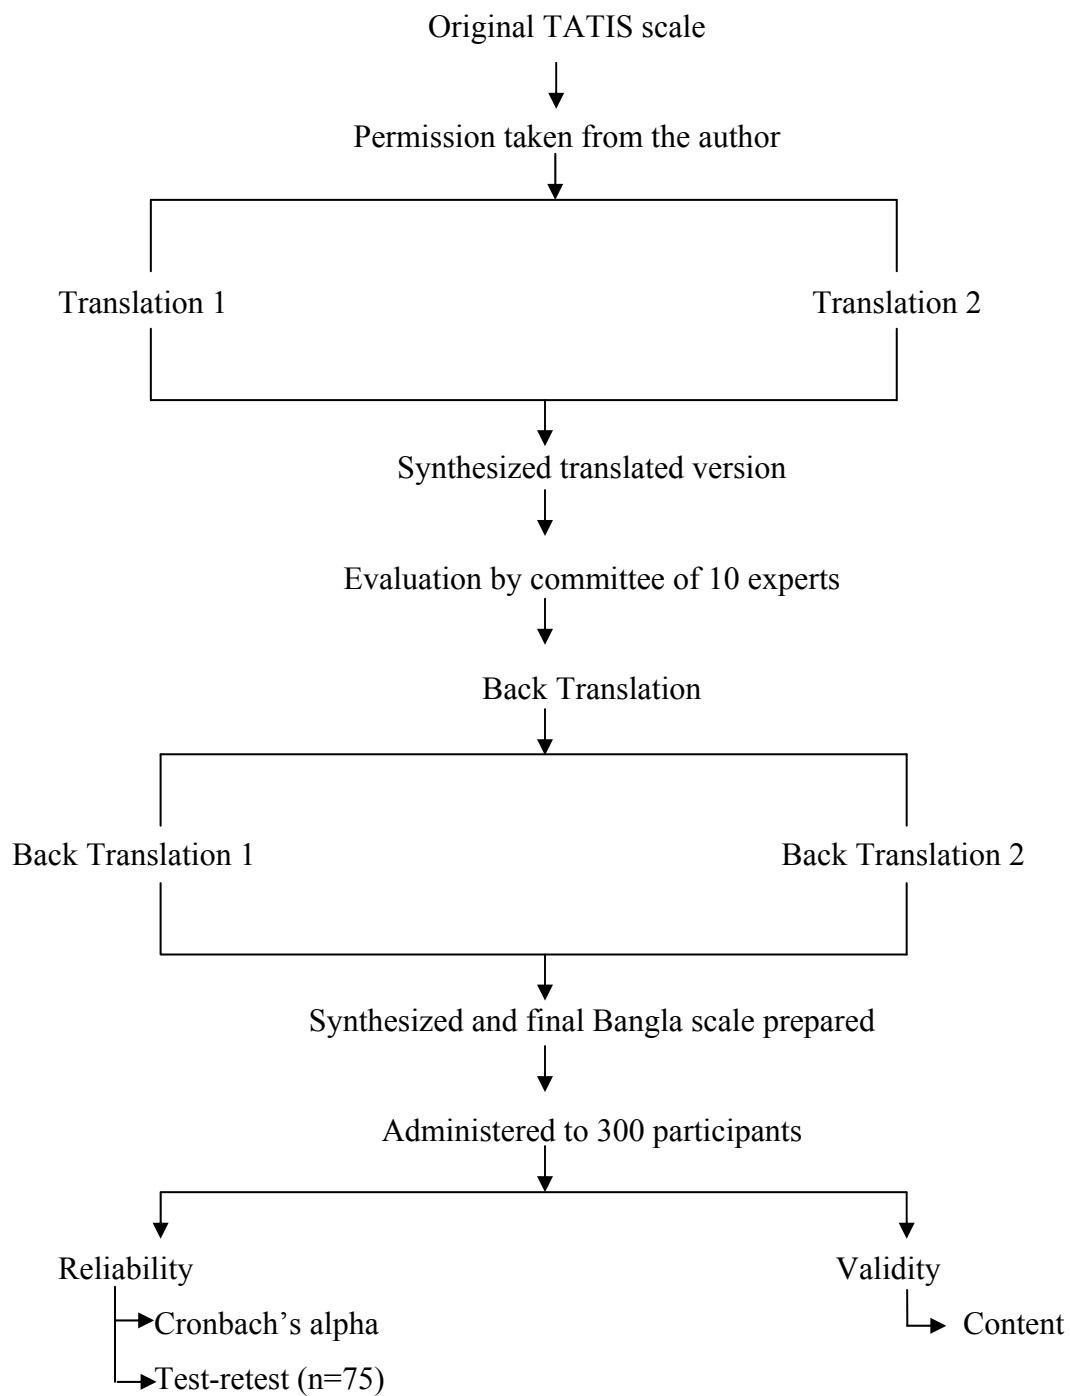 Original TATIS scale
Permission taken from the author
Translation 1
Translation 2
Synthesized translated version
Evaluation by committee of 10 experts
Back Translation
Back Translation 1
Back Translation 2
Synthesized and final Bangla scale prepared
Administered to 300 participants
Reliability
Validity
Cronbach’s alpha
Content
Test-retest (n=75)